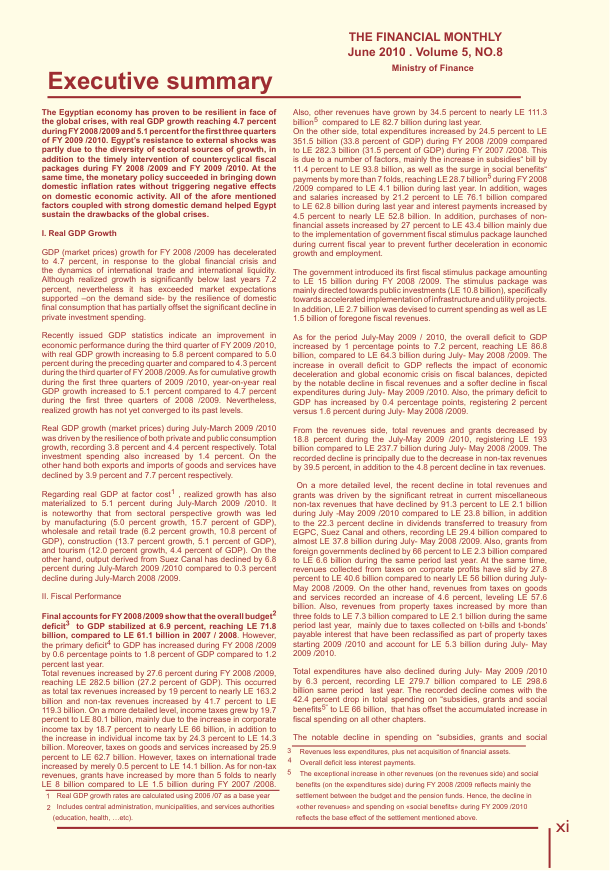 THE FINANCIAL MONTHLY
June 2010 . Volume 5, NO.8
Ministry of Finance
Executive summary
The Egyptian economy has proven to be resilient in face of
the global crises, with real GDP growth reaching 4.7 percent
during FY 2008 /2009 and 5.1 percent for the first three quarters
of FY 2009 /2010. Egypt's resistance to external shocks was
partly due to the diversity of sectoral sources of growth, in
addition to the timely intervention of countercyclical fiscal
packages during FY 2008 /2009 and FY 2009 /2010. At the
same time, the monetary policy succeeded in bringing down
domestic inflation rates without triggering negative effects
on domestic economic activity. All of the afore mentioned
factors coupled with strong domestic demand helped Egypt
sustain the drawbacks of the global crises.
I. Real GDP Growth
GDP (market prices) growth for FY 2008 /2009 has decelerated
to 4.7 percent, in response to the global financial crisis and
the dynamics of international trade and international liquidity.
Although realized growth is significantly below last years 7.2
percent, nevertheless it has exceeded market expectations
supported –on the demand side- by the resilience of domestic
final consumption that has partially offset the significant decline in
private investment spending.
Recently issued GDP statistics indicate an improvement in
economic performance during the third quarter of FY 2009 /2010,
with real GDP growth increasing to 5.8 percent compared to 5.0
percent during the preceding quarter and compared to 4.3 percent
during the third quarter of FY 2008 /2009. As for cumulative growth
during the first three quarters of 2009 /2010, year-on-year real
GDP growth increased to 5.1 percent compared to 4.7 percent
during the first three quarters of 2008 /2009. Nevertheless,
realized growth has not yet converged to its past levels.
Real GDP growth (market prices) during July-March 2009 /2010
was driven by the resilience of both private and public consumption
growth, recording 3.8 percent and 4.4 percent respectively. Total
investment spending also increased by 1.4 percent. On the
other hand both exports and imports of goods and services have
declined by 3.9 percent and 7.7 percent respectively.
Regarding real GDP at factor cost1 , realized growth has also
materialized to 5.1 percent during July-March 2009 /2010. It
is noteworthy that from sectoral perspective growth was led
by manufacturing (5.0 percent growth, 15.7 percent of GDP),
wholesale and retail trade (6.2 percent growth, 10.8 percent of
GDP), construction (13.7 percent growth, 5.1 percent of GDP),
and tourism (12.0 percent growth, 4.4 percent of GDP). On the
other hand, output derived from Suez Canal has declined by 6.8
percent during July-March 2009 /2010 compared to 0.3 percent
decline during July-March 2008 /2009.
II. Fiscal Performance
Final accounts for FY 2008 /2009 show that the overall budget2
deficit3 to GDP stabilized at 6.9 percent, reaching LE 71.8
billion, compared to LE 61.1 billion in 2007 / 2008. However,
the primary deficit4 to GDP has increased during FY 2008 /2009
by 0.6 percentage points to 1.8 percent of GDP compared to 1.2
percent last year.
Total revenues increased by 27.6 percent during FY 2008 /2009,
reaching LE 282.5 billion (27.2 percent of GDP). This occurred
as total tax revenues increased by 19 percent to nearly LE 163.2
billion and non-tax revenues increased by 41.7 percent to LE
119.3 billion. On a more detailed level, income taxes grew by 19.7
percent to LE 80.1 billion, mainly due to the increase in corporate
income tax by 18.7 percent to nearly LE 66 billion, in addition to
the increase in individual income tax by 24.3 percent to LE 14.3
billion. Moreover, taxes on goods and services increased by 25.9
percent to LE 62.7 billion. However, taxes on international trade
increased by merely 0.5 percent to LE 14.1 billion. As for non-tax
revenues, grants have increased by more than 5 folds to nearly
LE 8 billion compared to LE 1.5 billion during FY 2007 /2008.
1 Real GDP growth rates are calculated using 2006 /07 as a base year
2 Includes central administration, municipalities, and services authorities
(education, health, …etc).
Also, other revenues have grown by 34.5 percent to nearly LE 111.3
billion5 compared to LE 82.7 billion during last year.
On the other side, total expenditures increased by 24.5 percent to LE
351.5 billion (33.8 percent of GDP) during FY 2008 /2009 compared
to LE 282.3 billion (31.5 percent of GDP) during FY 2007 /2008. This
is due to a number of factors, mainly the increase in subsidies" bill by
11.4 percent to LE 93.8 billion, as well as the surge in social benefits"
payments by more than 7 folds, reaching LE 28.7 billion5 during FY 2008
/2009 compared to LE 4.1 billion during last year. In addition, wages
and salaries increased by 21.2 percent to LE 76.1 billion compared
to LE 62.8 billion during last year and interest payments increased by
4.5 percent to nearly LE 52.8 billion. In addition, purchases of non-
financial assets increased by 27 percent to LE 43.4 billion mainly due
to the implementation of government fiscal stimulus package launched
during current fiscal year to prevent further deceleration in economic
growth and employment.
The government introduced its first fiscal stimulus package amounting
to LE 15 billion during FY 2008 /2009. The stimulus package was
mainly directed towards public investments (LE 10.8 billion), specifically
towards accelerated implementation of infrastructure and utility projects.
In addition, LE 2.7 billion was devised to current spending as well as LE
1.5 billion of foregone fiscal revenues.
As for the period July-May 2009 / 2010, the overall deficit to GDP
increased by 1 percentage points to 7.2 percent, reaching LE 86.8
billion, compared to LE 64.3 billion during July- May 2008 /2009. The
increase in overall deficit to GDP reflects the impact of economic
deceleration and global economic crisis on fiscal balances, depicted
by the notable decline in fiscal revenues and a softer decline in fiscal
expenditures during July- May 2009 /2010. Also, the primary deficit to
GDP has increased by 0.4 percentage points, registering 2 percent
versus 1.6 percent during July- May 2008 /2009.
From the revenues side, total revenues and grants decreased by
18.8 percent during the July-May 2009 /2010, registering LE 193
billion compared to LE 237.7 billion during July- May 2008 /2009. The
recorded decline is principally due to the decrease in non-tax revenues
by 39.5 percent, in addition to the 4.8 percent decline in tax revenues.
On a more detailed level, the recent decline in total revenues and
grants was driven by the significant retreat in current miscellaneous
non-tax revenues that have declined by 91.3 percent to LE 2.1 billion
during July -May 2009 /2010 compared to LE 23.8 billion, in addition
to the 22.3 percent decline in dividends transferred to treasury from
EGPC, Suez Canal and others, recording LE 29.4 billion compared to
almost LE 37.8 billion during July- May 2008 /2009. Also, grants from
foreign governments declined by 66 percent to LE 2.3 billion compared
to LE 6.6 billion during the same period last year. At the same time,
revenues collected from taxes on corporate profits have slid by 27.8
percent to LE 40.6 billion compared to nearly LE 56 billion during July-
May 2008 /2009. On the other hand, revenues from taxes on goods
and services recorded an increase of 4.6 percent, leveling LE 57.6
billion. Also, revenues from property taxes increased by more than
three folds to LE 7.3 billion compared to LE 2.1 billion during the same
period last year, mainly due to taxes collected on t-bills and t-bonds'
payable interest that have been reclassified as part of property taxes
starting 2009 /2010 and account for LE 5.3 billion during July- May
2009 /2010.
Total expenditures have also declined during July- May 2009 /2010
by 6.3 percent, recording LE 279.7 billion compared to LE 298.6
billion same period last year. The recorded decline comes with the
42.4 percent drop in total spending on "subsidies, grants and social
benefits5" to LE 66 billion, that has offset the accumulated increase in
fiscal spending on all other chapters.
The notable decline in spending on "subsidies, grants and social
3 Revenues less expenditures, plus net acquisition of financial assets.
4 Overall deficit less interest payments.
5 The exceptional increase in other revenues (on the revenues side) and social
benefits (on the expenditures side) during FY 2008 /2009 reflects mainly the
settlement between the budget and the pension funds. Hence, the decline in
«other revenues» and spending on «social benefits» during FY 2009 /2010
reflects the base effect of the settlement mentioned above.
xi